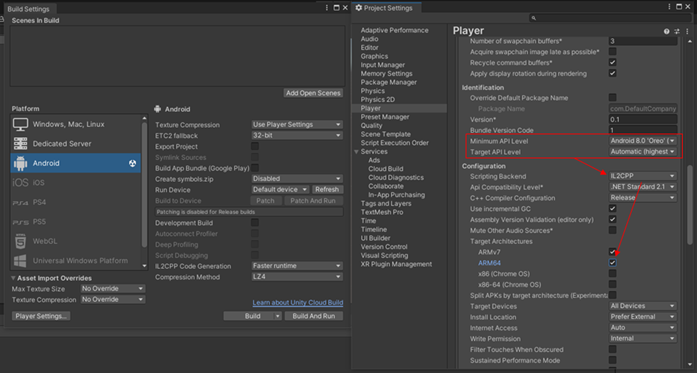 Build Settings
Scenes In Build
Add Open Scenes
Platform
Windows, Mac, Linux
Dedicated Server
Android
iOS iOS
PS4 PS4
PS5 PS5
WebGL
Universal Windows Platform
Asset Import Overrides
Max Texture Size No Override
Texture Compression No Override
Player Settings...
Android
Texture Compression Use Player Settings
ETC2 fallback 32-bit
Export Project
Symlink Sources
Build App Bundle (Google Play)
Create symbols.zip Disabled
Run Device Default device Refresh
Build to Device Patch Patch And Run
Patching is disabled for Release builds
Development Build
Autoconnect Profiler
Deep Profiling
Script Debugging
IL2CPP Code Generation Faster runtime
Compression Method LZ4
Learn about Unity Cloud Build
Build Build And Run
Project Settings
Adaptive Performance
Audio
Editor
Graphics
Input Manager
Memory Settings
Package Manager
Physics
Physics 2D
Player
Preset Manager
Quality
Scene Template
Script Execution Order
Services
Ads
Cloud Build
Cloud Diagnostics
Collaborate
In-App Purchasing
Tags and Layers
TextMesh Pro
Time
Timeline
UI Builder
Version Control
Visual Scripting
XR Plugin Management
Player
Number of swapchain buffers* 3
Acquire swapchain image late as possible*
Recycle command buffers*
Apply display rotation during rendering
Identification
Override Default Package Name
Package Name com.DefaultCompany
Version* 0.1
Bundle Version Code 1
Minimum API Level Android 8.0 'Oreo' (
Target API Level Automatic (highest
Configuration
Scripting Backend IL2CPP
Api Compatibility Level* .NET Standard 2.1
C++ Compiler Configuration Release
Use incremental GC
Assembly Version Validation (editor only)
Mute Other Audio Sources*
Target Architectures
ARMv7
ARM64
x86 (Chrome OS)
x86-64 (Chrome OS)
Split APKs by target architecture (Experimenta
Target Devices All Devices
Install Location Prefer External
Internet Access Auto
Write Permission Internal
Filter Touches When Obscured
Sustained Performance Mode